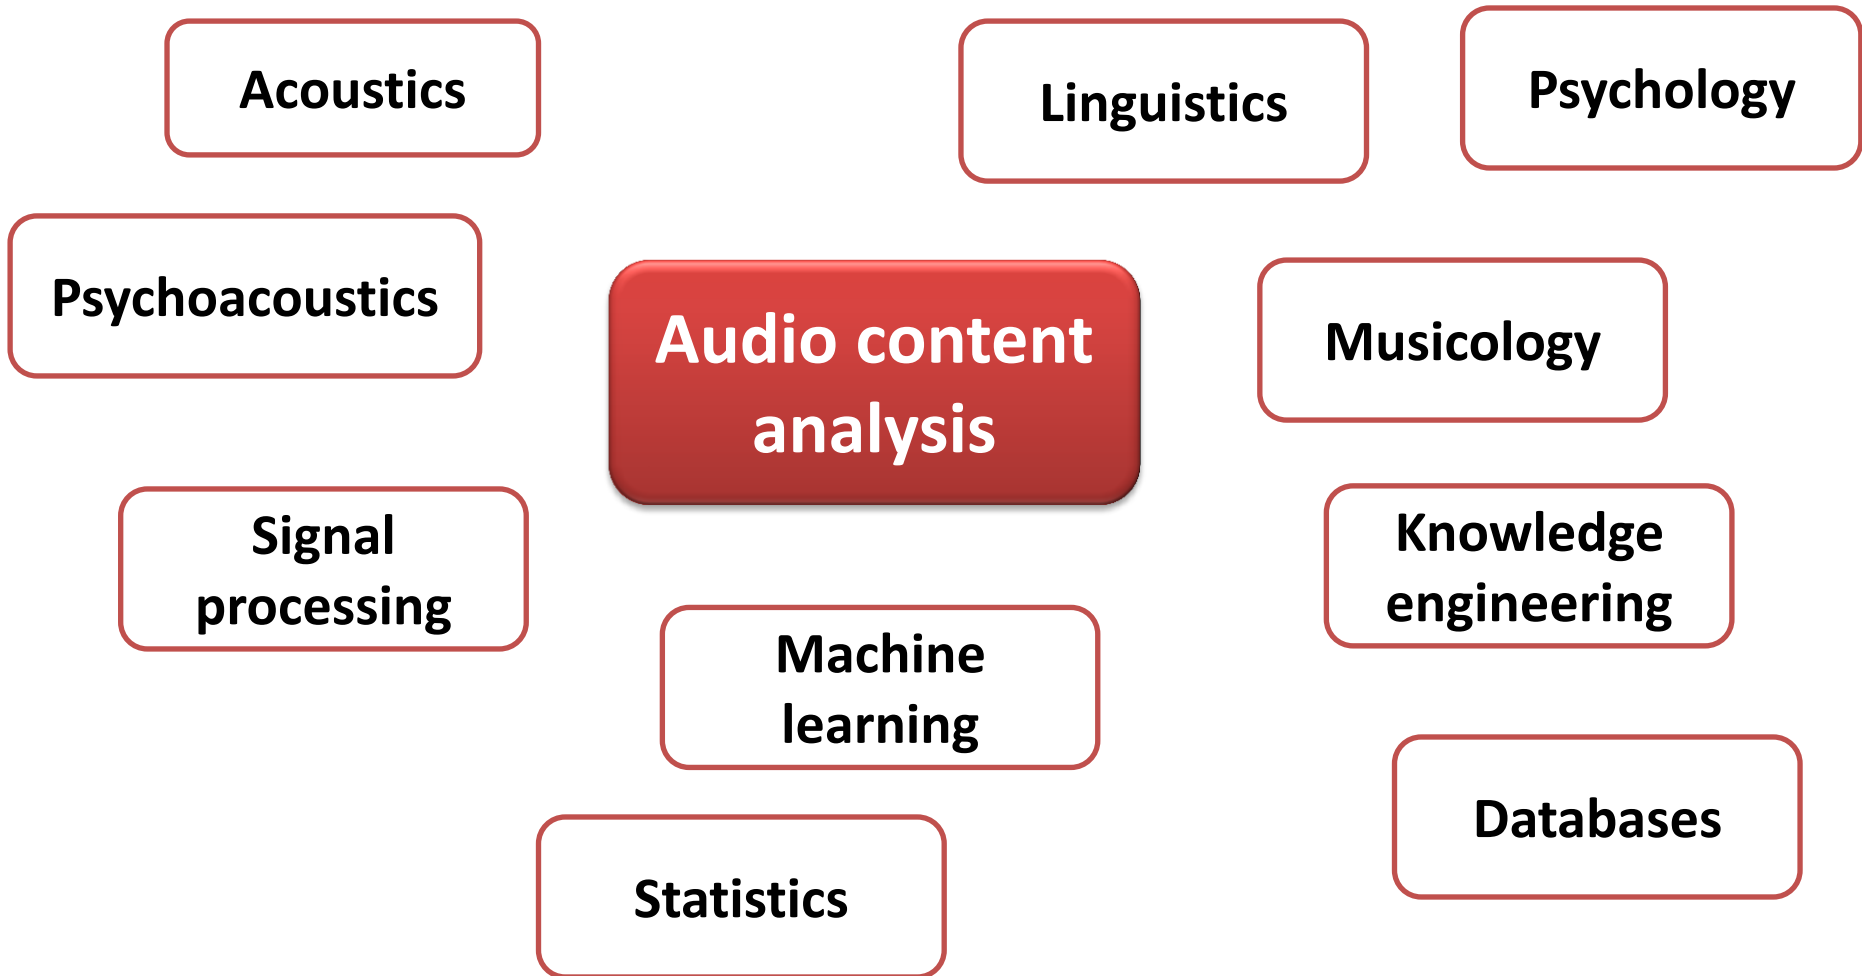 Acoustics
Linguistics
Psychology
Psychoacoustics
Audio content
analysis
Musicology
Signal
processing
Knowledge
engineering
Machine
learning
Databases
Statistics